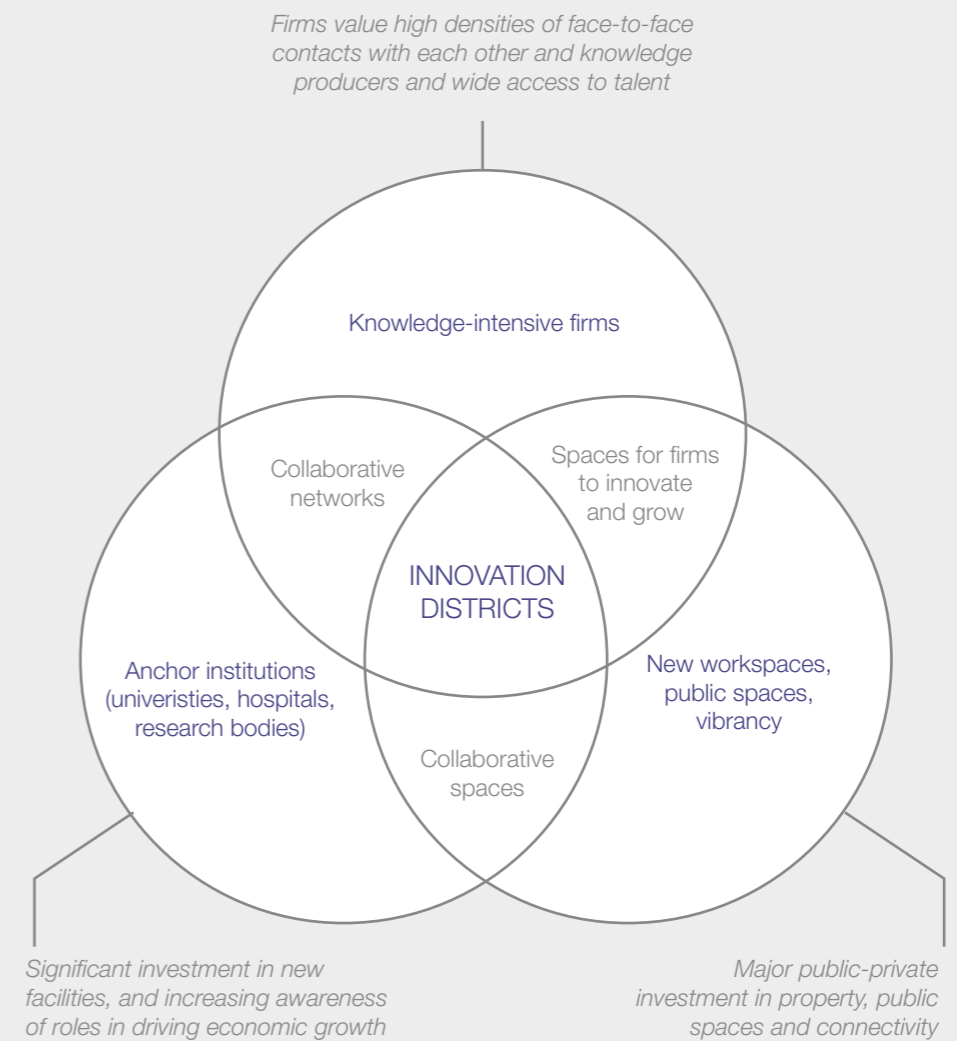 Firms value high densities of face-to-face
contacts with each other and knowledge
producers and wide access to talent
Knowledge-intensive firms
Collaborative
networks
Spaces for firms
to innovate
and grow
INNOVATION
DISTRICTS
Anchor institutions
(univeristies, hospitals,
research bodies)
New workspaces,
public spaces,
vibrancy
Collaborative
spaces
Significant investment in new
facilities, and increasing awareness
of roles in driving economic growth
Major public-private
investment in property, public
spaces and connectivity